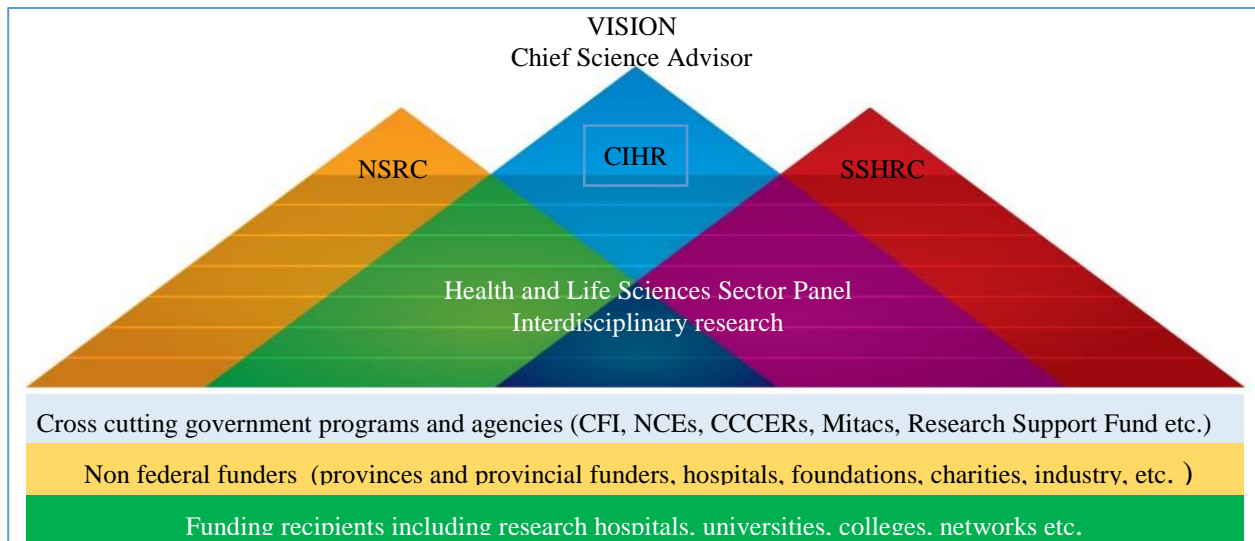 VISION
Chief Science Advisor
NSRC
CIHR
SSHRC
Health and Life Sciences Sector Panel
Interdisciplinary research
Cross cutting government programs and agencies (CFI, NCEs, CCCERs, Mitacs, Research Support Fund etc.)
Non federal funders (provinces and provincial funders, hospitals, foundations, charities, industry, etc. )
Funding recipients including research hospitals, universities, colleges, networks etc.